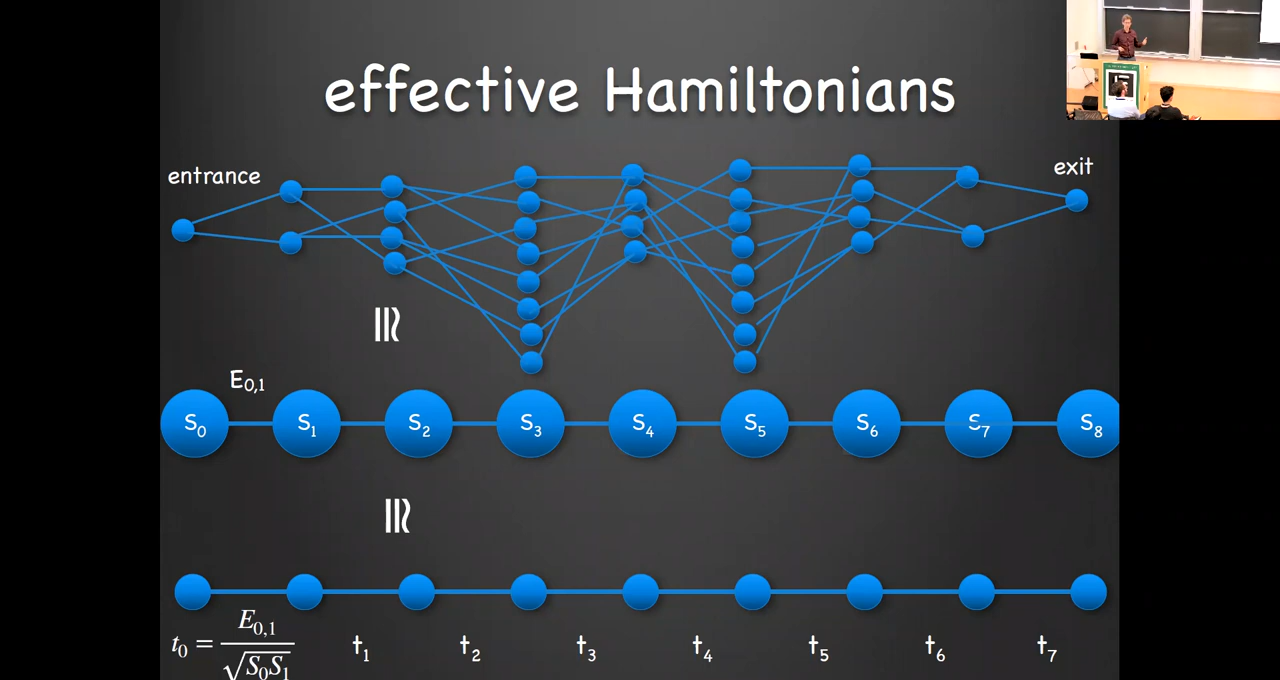 effective Hamiltonians
entrance
exit
≅
E₀,₁
S₀ S₁ S₂ S₃ S₄ S₅ S₆ S₇ S₈
≅
t₀ = E₀,₁ / √S₀S₁
t₁ t₂ t₃ t₄ t₅ t₆ t₇